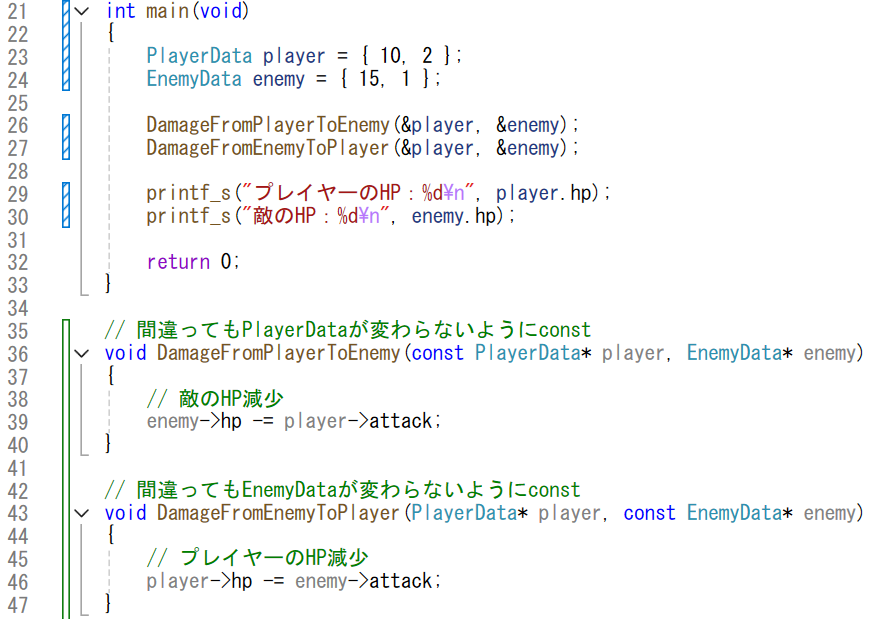 21 int main(void)
22 {
23     PlayerData player = { 10, 2 };
24     EnemyData enemy = { 15, 1 };
25
26     DamageFromPlayerToEnemy(&player, &enemy);
27     DamageFromEnemyToPlayer(&player, &enemy);
28
29     printf_s("プレイヤーのHP：%d¥n", player.hp);
30     printf_s("敵のHP：%d¥n", enemy.hp);
31
32     return 0;
33 }
34
35 // 間違ってもPlayerDataが変わらないようにconst
36 void DamageFromPlayerToEnemy(const PlayerData* player, EnemyData* enemy)
37 {
38     // 敵のHP減少
39     enemy->hp -= player->attack;
40 }
41
42 // 間違ってもEnemyDataが変わらないようにconst
43 void DamageFromEnemyToPlayer(PlayerData* player, const EnemyData* enemy)
44 {
45     // プレイヤーのHP減少
46     player->hp -= enemy->attack;
47 }